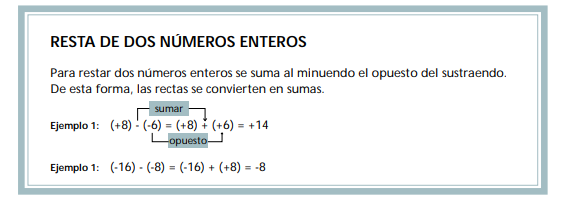 RESTA DE DOS NÚMEROS ENTEROS
Para restar dos números enteros se suma al minuendo el opuesto del sustraendo.
De esta forma, las rectas se convierten en sumas.
sumar
Ejemplo 1: (+8) - (-6) = (+8) + (+6) = +14
opuesto
Ejemplo 1: (-16) - (-8) = (-16) + (+8) = -8